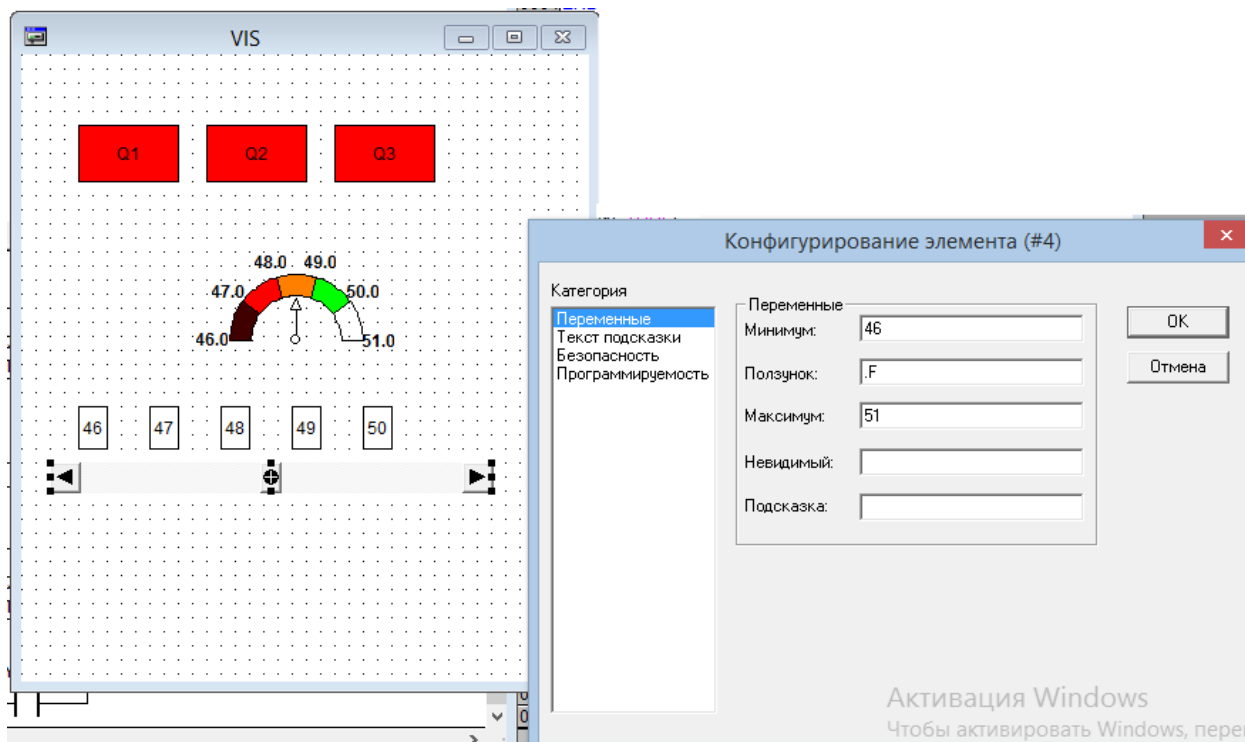 VIS
Q1 Q2 Q3
48.0 49.0
47.0 50.0
46.0 51.0
46 47 48 49 50
Конфигурирование элемента (#4)
Категория
Переменные
Текст подсказки
Безопасность
Программируемость
Переменные
Минимум: 46
Ползунок: .F
Максимум: 51
Невидимый:
Подсказка:
OK
Отмена
Активация Windows
Чтобы активировать Windows, пере